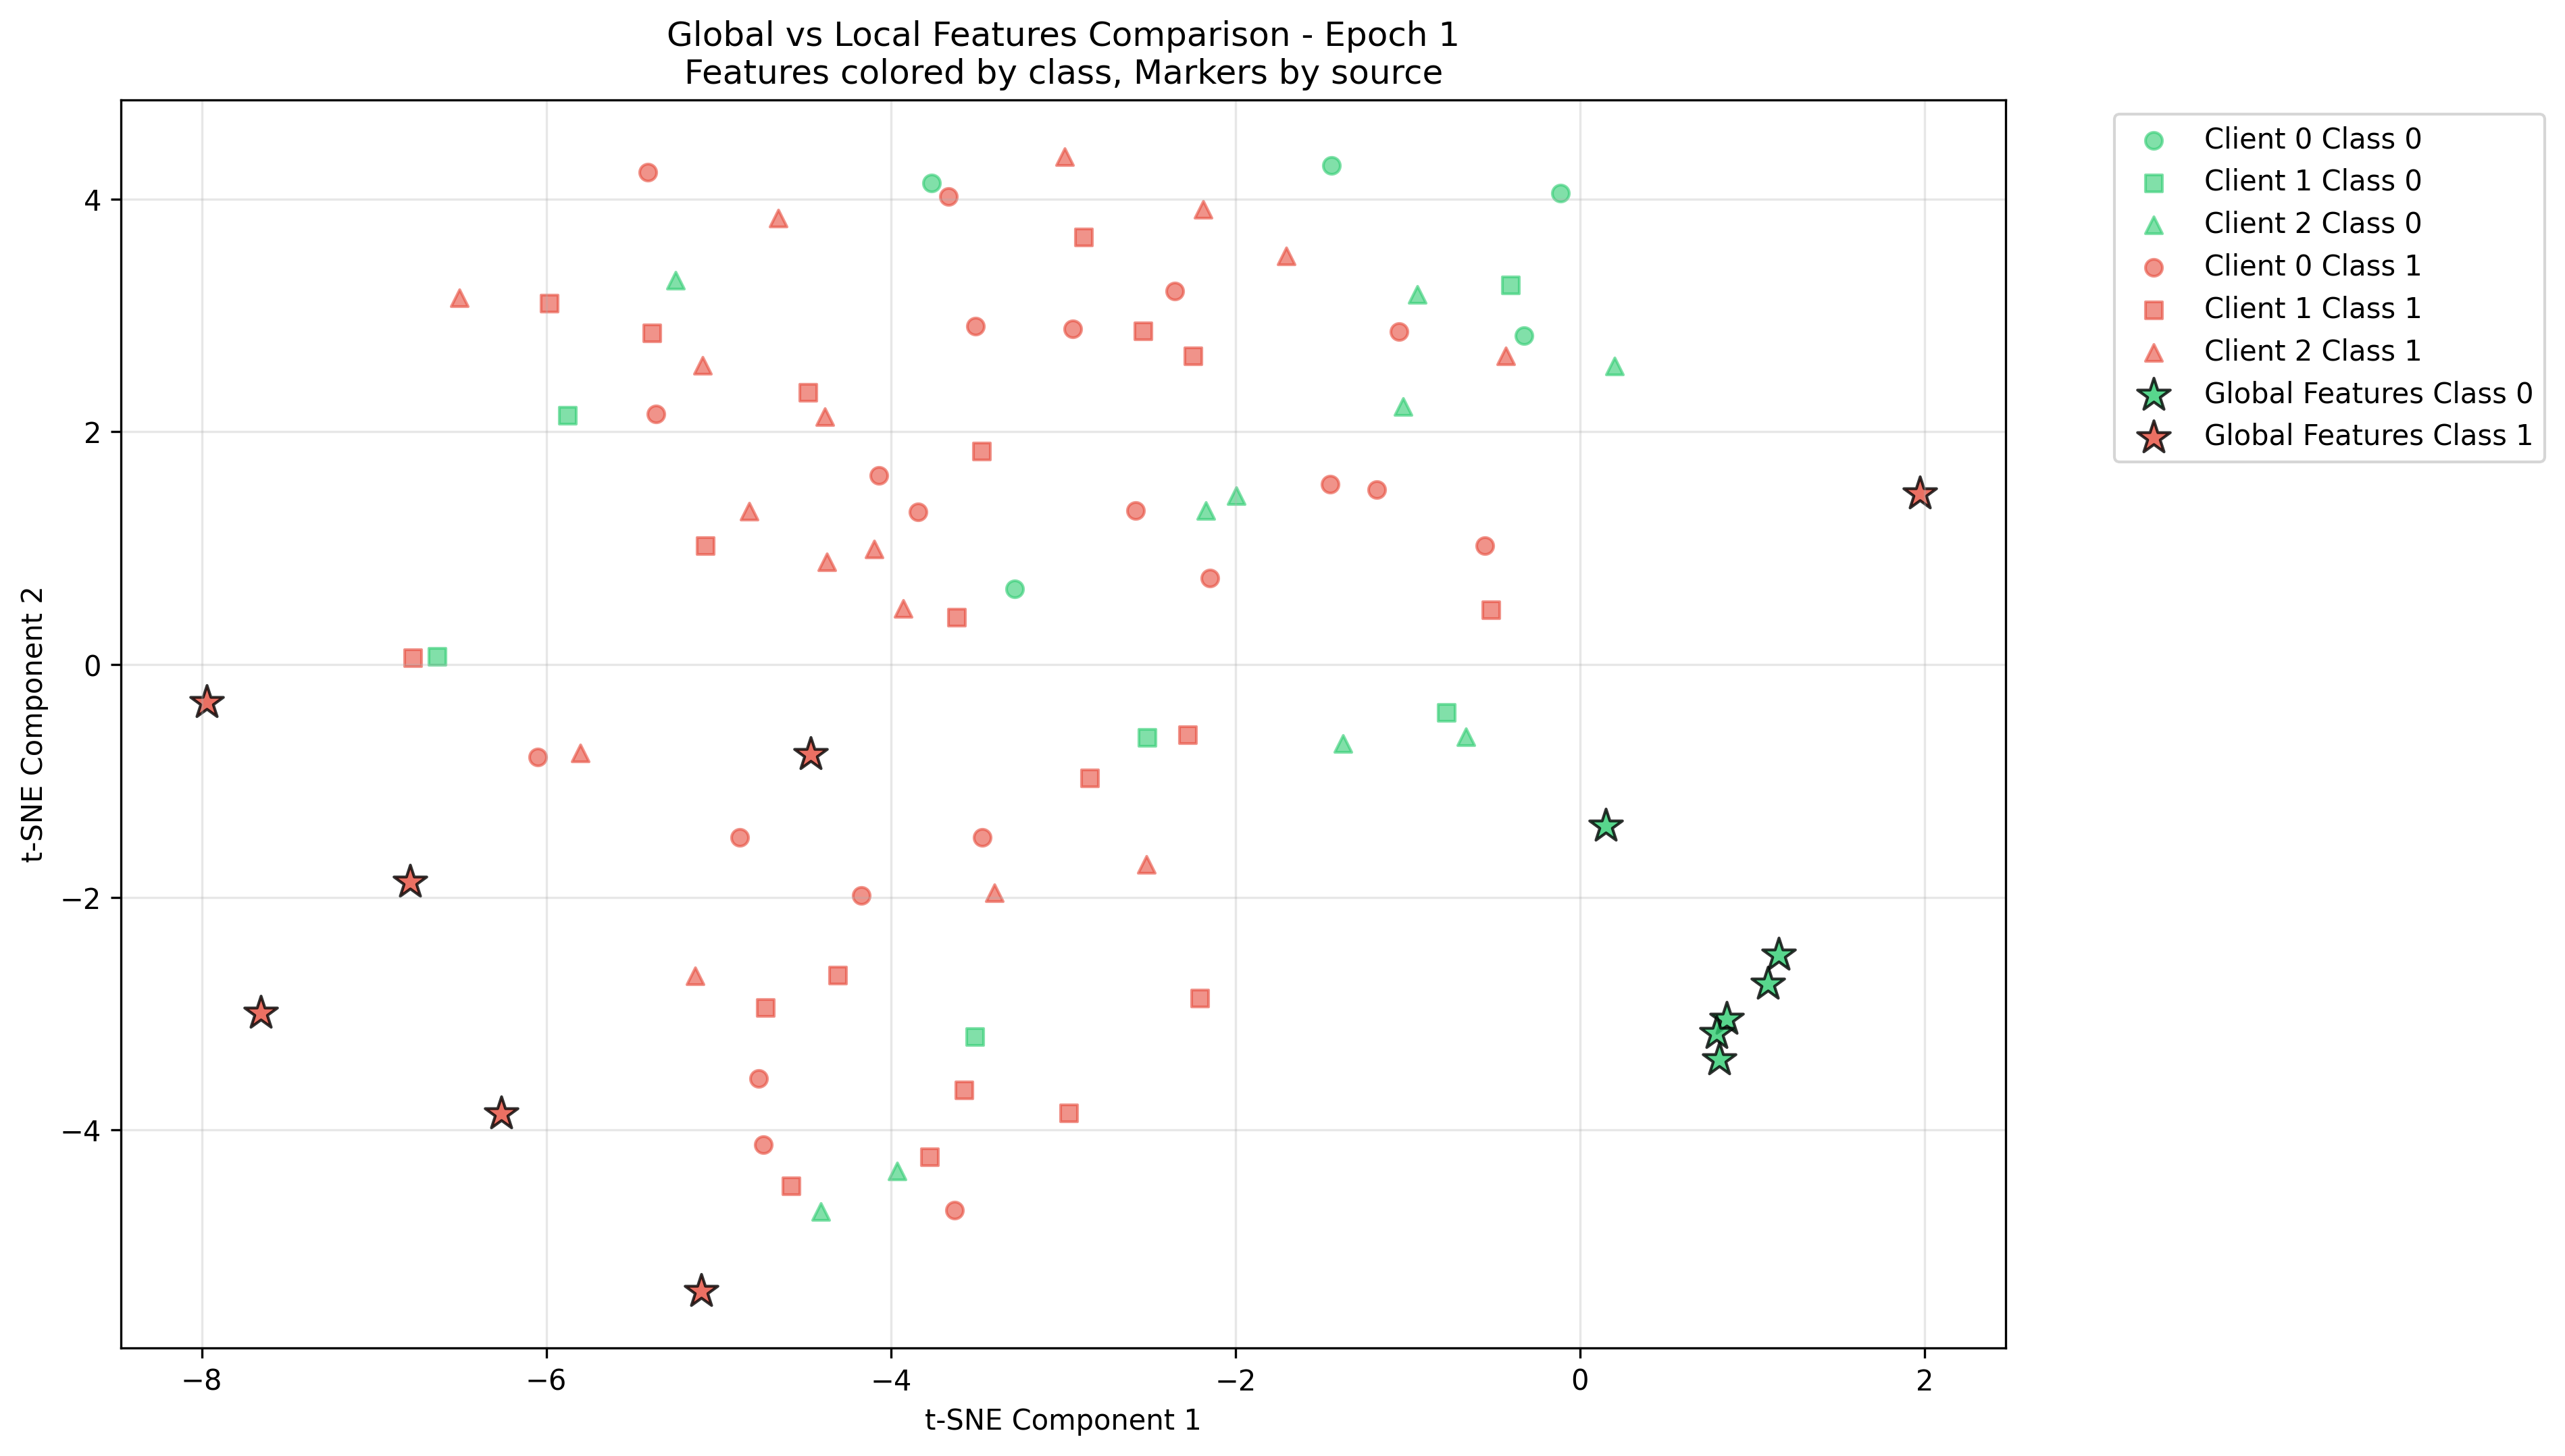 Global vs Local Features Comparison - Epoch 1
Features colored by class, Markers by source
Client 0 Class 0
Client 1 Class 0
Client 2 Class 0
Client 0 Class 1
Client 1 Class 1
Client 2 Class 1
Global Features Class 0
Global Features Class 1
t-SNE Component 2
4
2
0
−2
−4
−8
−6
−4
−2
0
2
t-SNE Component 1